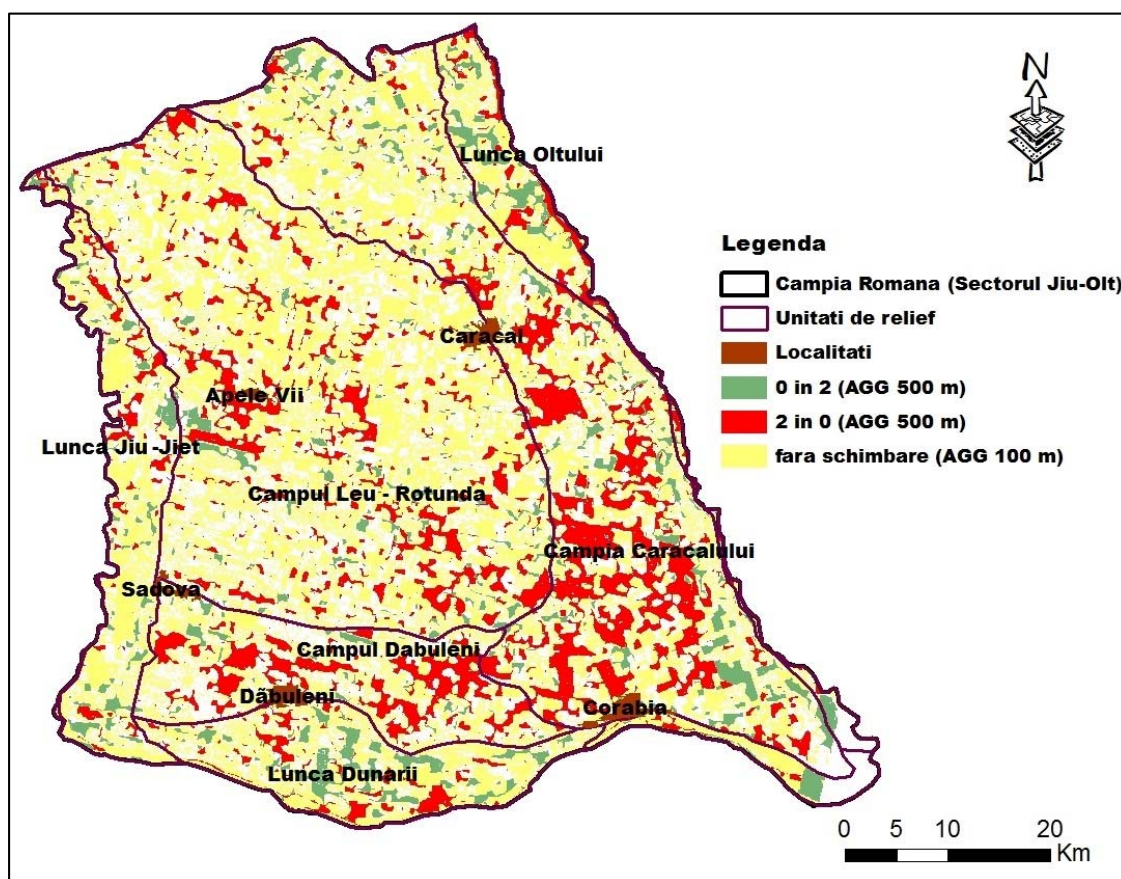 N
Lunca Oltului
Legenda
Campia Romana (Sectorul Jiu-Olt)
Unitati de relief
Localitati
0 in 2 (AGG 500 m)
2 in 0 (AGG 500 m)
fara schimbare (AGG 100 m)
Caracal
Apele Vii
Lunca Jiu -Jiet
Campul Leu - Rotunda
Campia Caracalului
Sadova
Campul Dabuleni
Dãbuleni
Corabia
Lunca Dunarii
0 5 10 20
Km